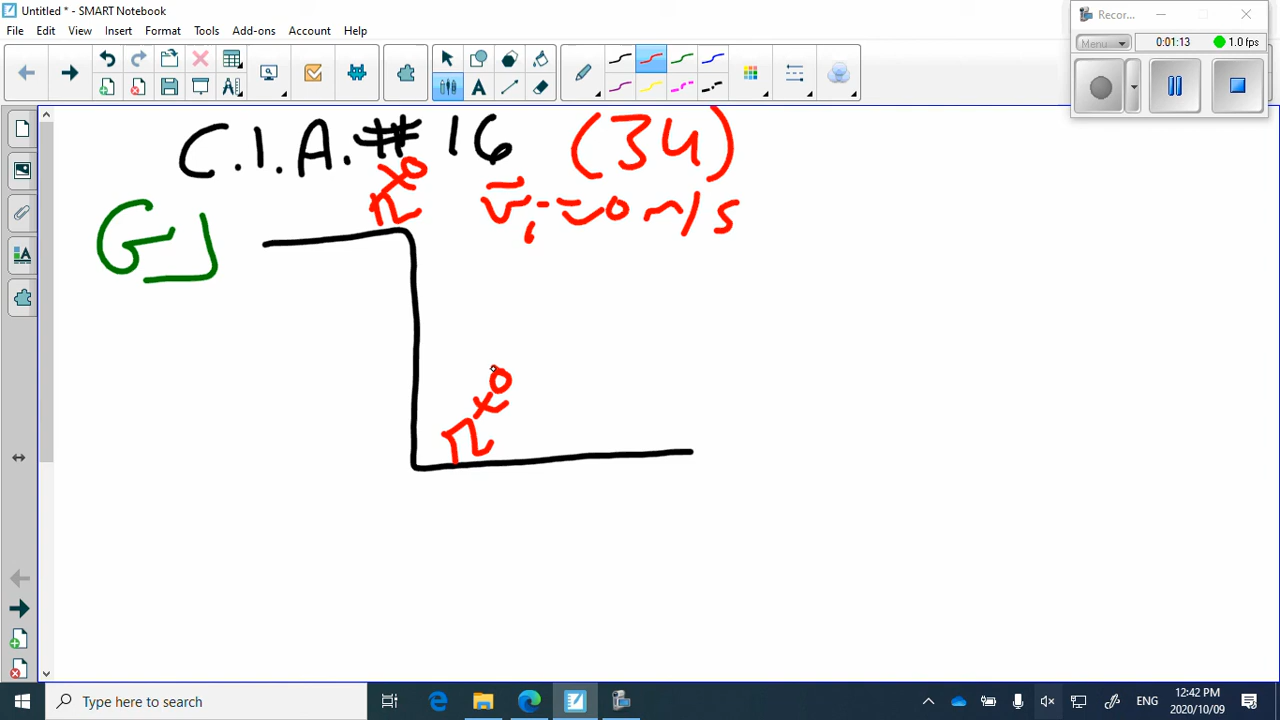 Untitled * - SMART Notebook
File Edit View Insert Format Tools Add-ons Account Help
Recor...
Menu
0:01:13
1.0 fps
C.I.A. # 16 (34)
v⃗i = 0 m/s
G
Type here to search
ENG
12:42 PM
2020/10/09